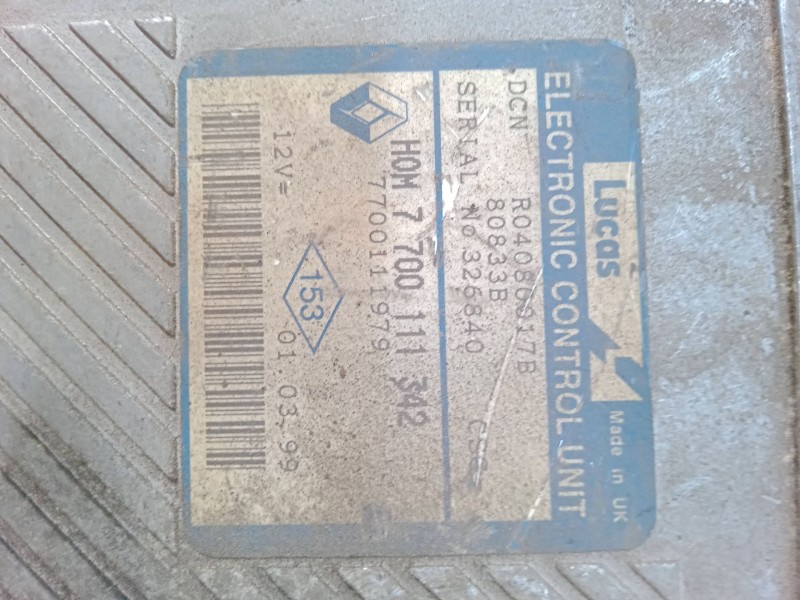 Lucas Made in UK
ELECTRONIC CONTROL UNIT
DCN R04080017B
80833B
SERIAL No 326840
HOM 7 700 111 342
7700111979
153
12V= 01.03.99